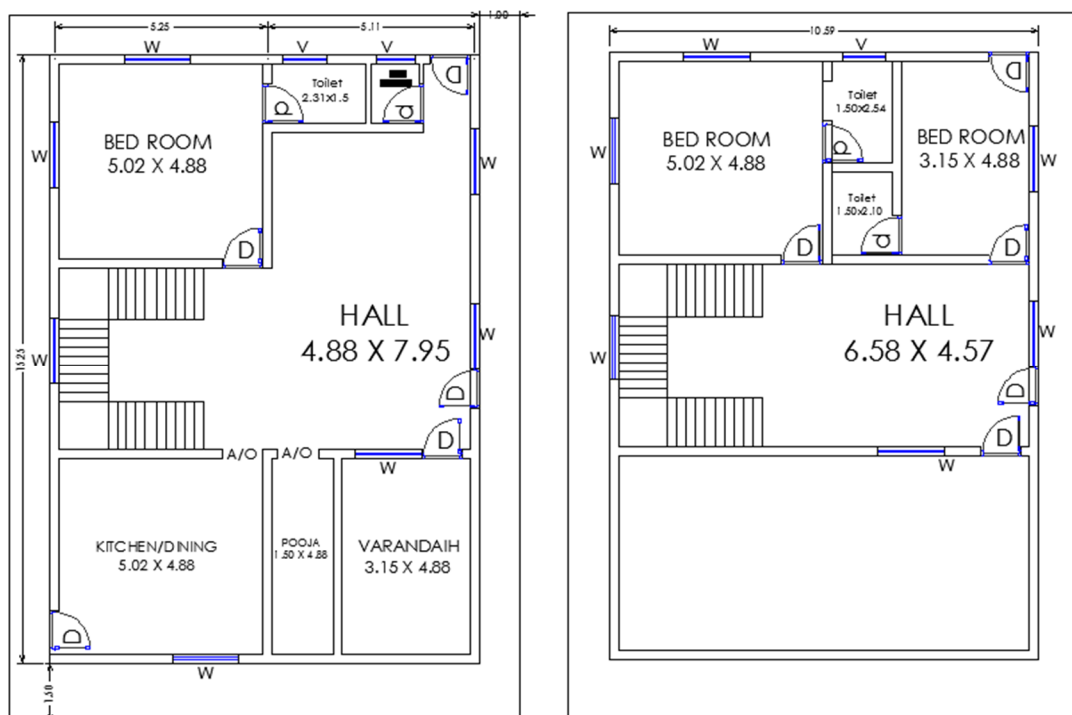 5.25
5.11
1.00
W
V
V
Toilet
2.31x1.5
D
D
D
BED ROOM
5.02 X 4.88
W
W
D
HALL
4.88 X 7.95
W
W
15.25
D
D
A/O
A/O
W
KITCHEN/DINING
5.02 X 4.88
POOJA
1.50 X 4.88
VARANDAIH
3.15 X 4.88
D
W
1.50
10.59
W
V
D
Toilet
1.50x2.54
BED ROOM
5.02 X 4.88
BED ROOM
3.15 X 4.88
W
W
D
Toilet
1.50x2.10
D
D
D
HALL
6.58 X 4.57
W
W
D
D
W